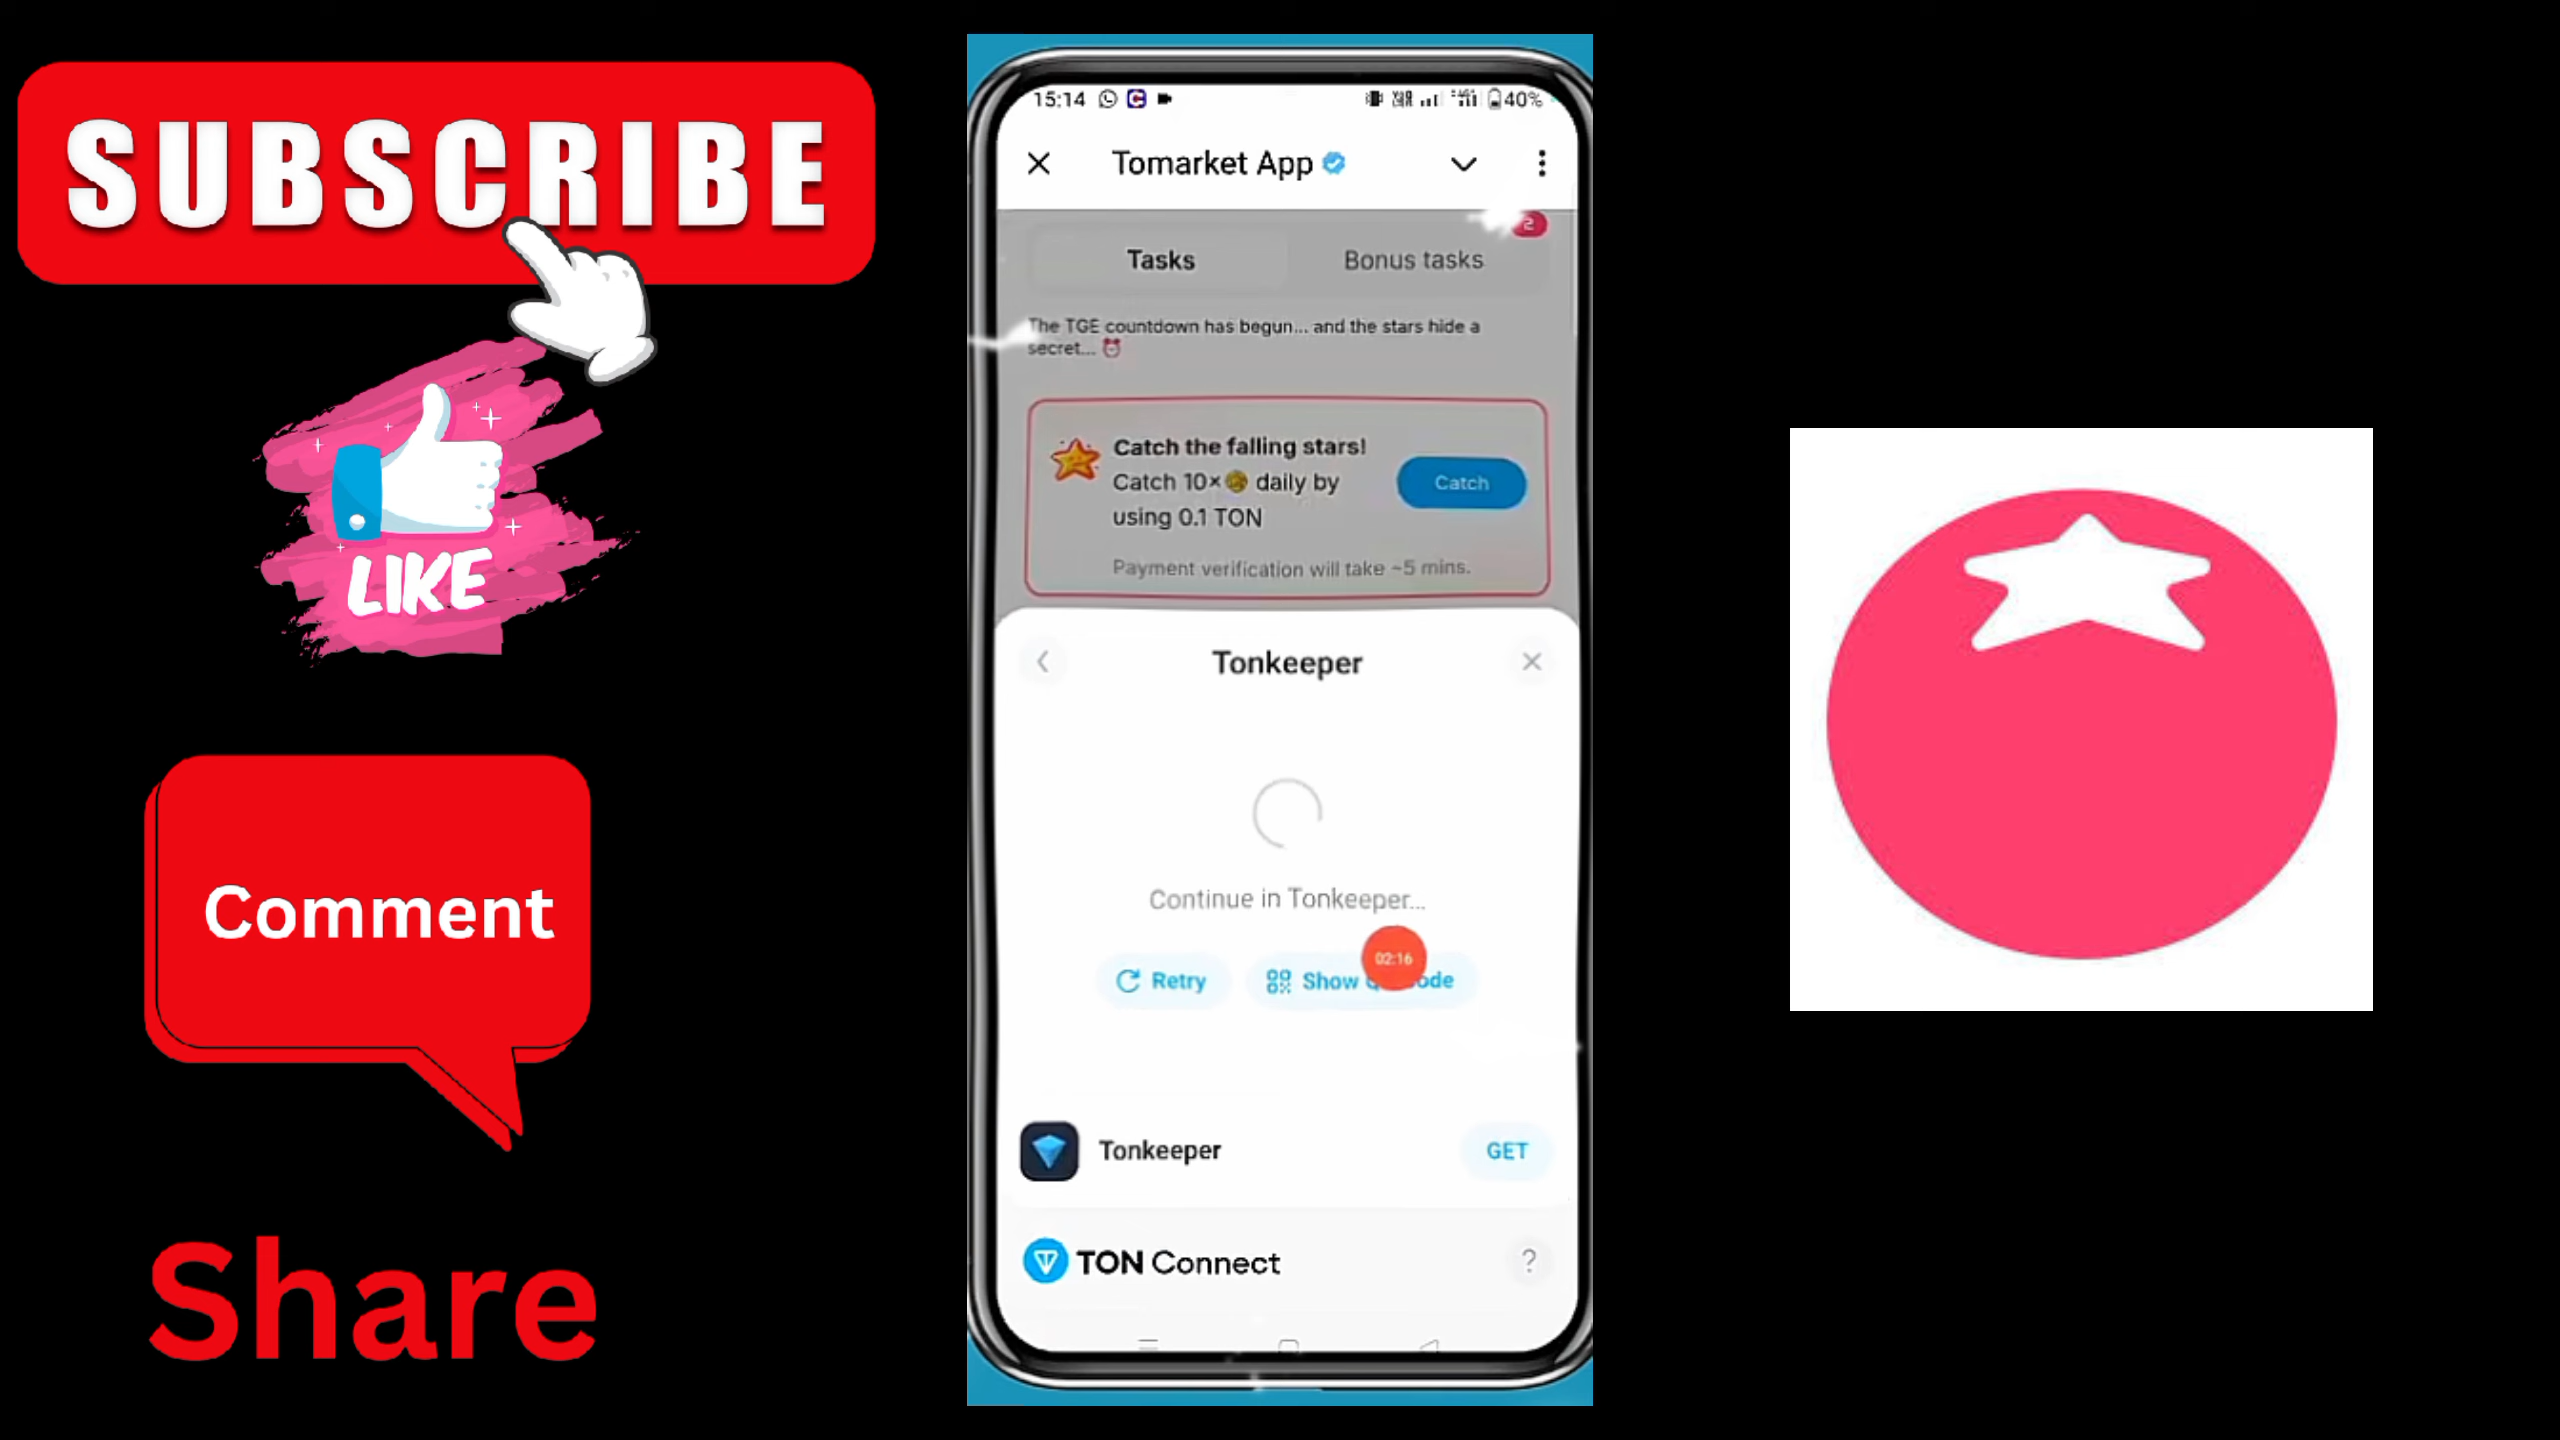 SUBSCRIBE
LIKE
Comment
Share
15:14
40%
Tomarket App
2
Tasks
Bonus tasks
The TGE countdown has begun... and the stars hide a
secret...
Catch the falling stars!
Catch 10× daily by
using 0.1 TON
Catch
Payment verification will take ~5 mins.
Tonkeeper
Continue in Tonkeeper...
02:16
Retry
Show
ode
Tonkeeper
GET
TON Connect
?